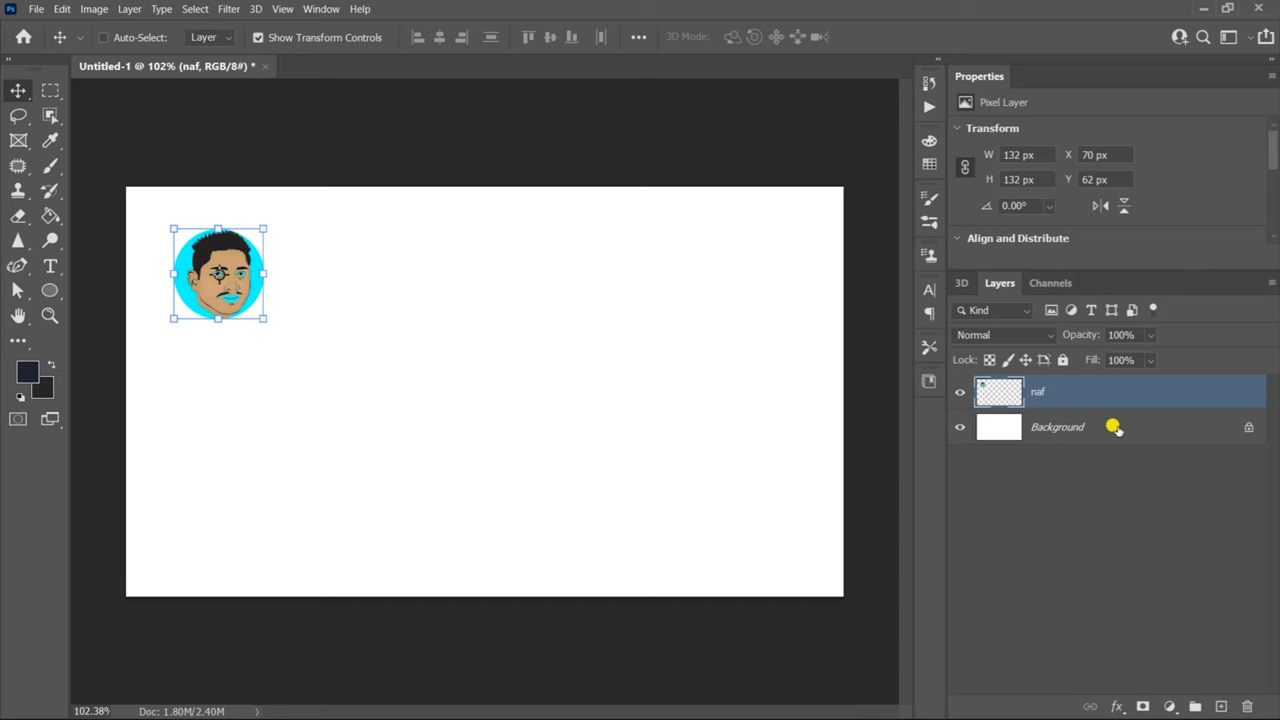 Ps File Edit Image Layer Type Select Filter 3D View Window Help
Auto-Select: Layer Show Transform Controls 3D Mode:
Untitled-1 @ 102% (naf, RGB/8#) *
Properties
Pixel Layer
Transform
W 132 px X 70 px
H 132 px Y 62 px
0.00°
Align and Distribute
3D Layers Channels
Kind
Normal Opacity: 100%
Lock: Fill: 100%
naf
Background
102.38% Doc: 1.80M/2.40M